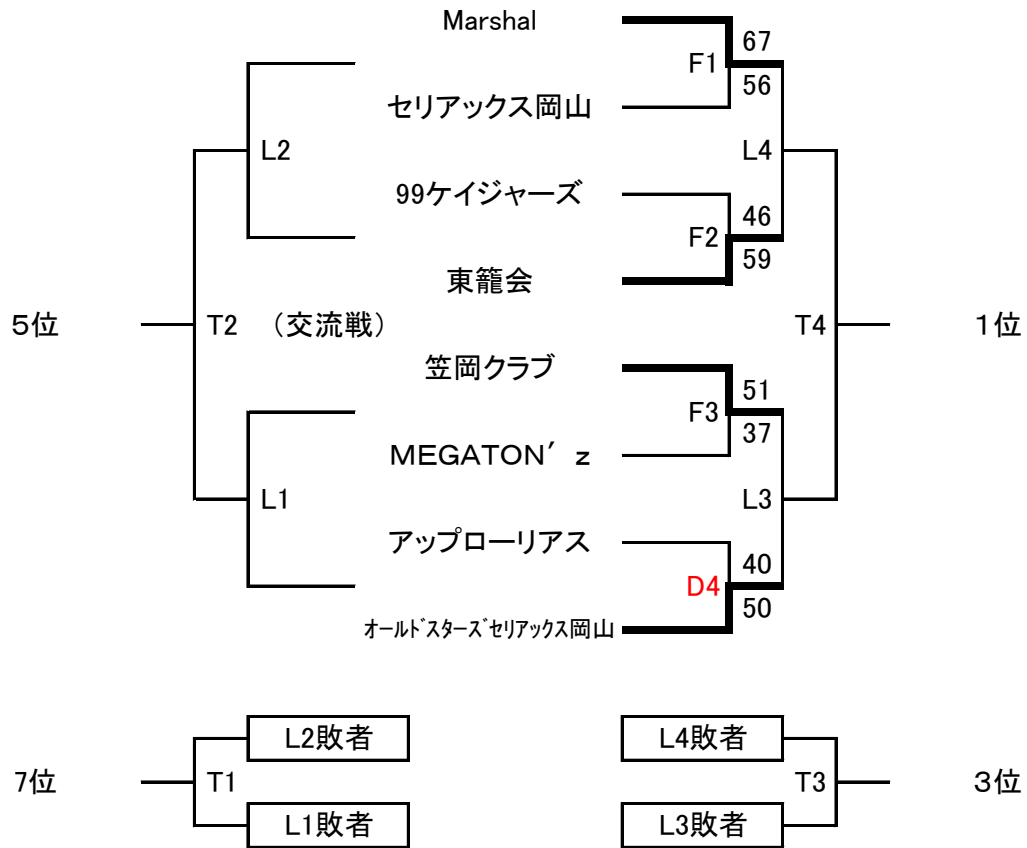 Marshal
67
F1
56
セリアックス岡山
L2
L4
99ケイジャーズ
46
F2
59
東籠会
5位
T2 (交流戦)
T4
1位
笠岡クラブ
51
F3
37
MEGATON’z
L1
L3
アップローリアス
40
D4
50
オールドスターズセリアックス岡山
L2敗者
L4敗者
7位
T1
T3
3位
L1敗者
L3敗者